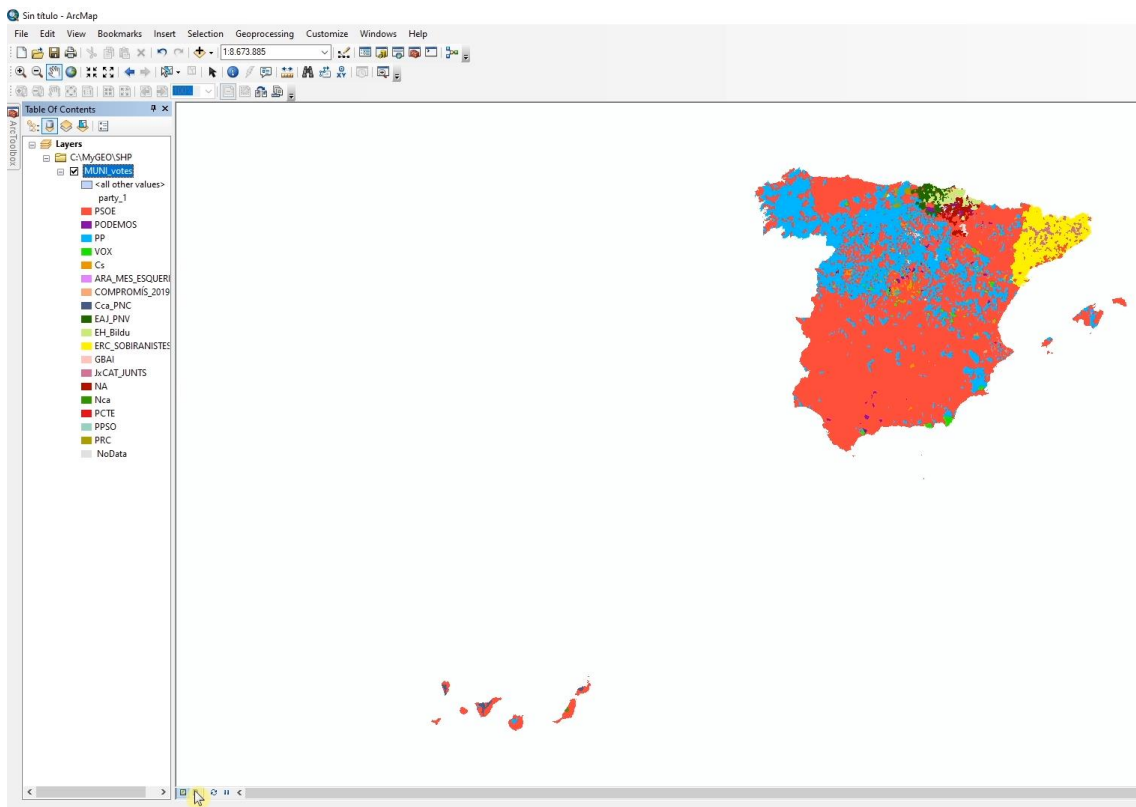 Sin título - ArcMap
File Edit View Bookmarks Insert Selection Geoprocessing Customize Windows Help
1:8.673.885
Table Of Contents
ArcToolbox
Layers
C:\MyGEO\SHP
MUNI_votes
<all other values>
party_1
PSOE
PODEMOS
PP
VOX
Cs
ARA_MES_ESQUERI
COMPROMÍS_2019
Cca_PNC
EAJ_PNV
EH_Bildu
ERC_SOBIRANISTES
GBAI
JxCAT_JUNTS
NA
Nca
PCTE
PPSO
PRC
NoData